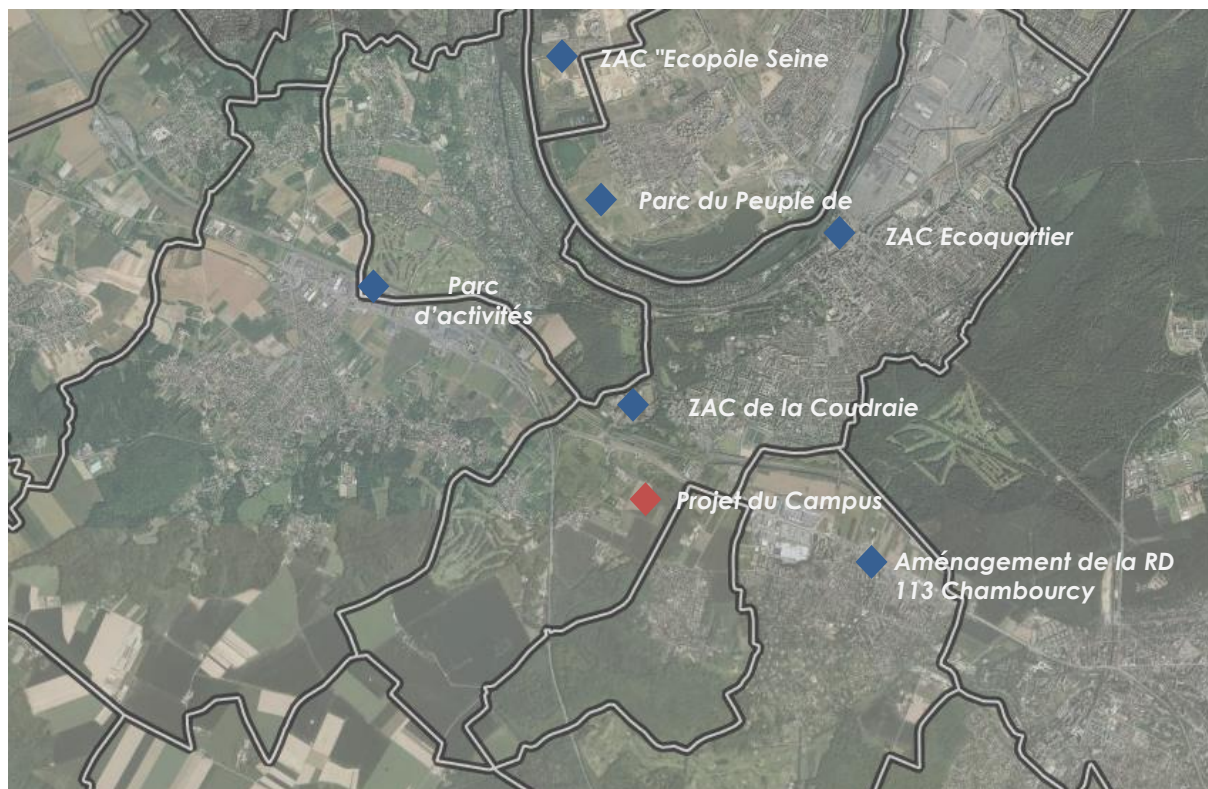 ZAC "Ecopôle Seine
Parc du Peuple de
ZAC Ecoquartier
Parc
d'activités
ZAC de la Coudraie
Projet du Campus
Aménagement de la RD
113 Chambourcy